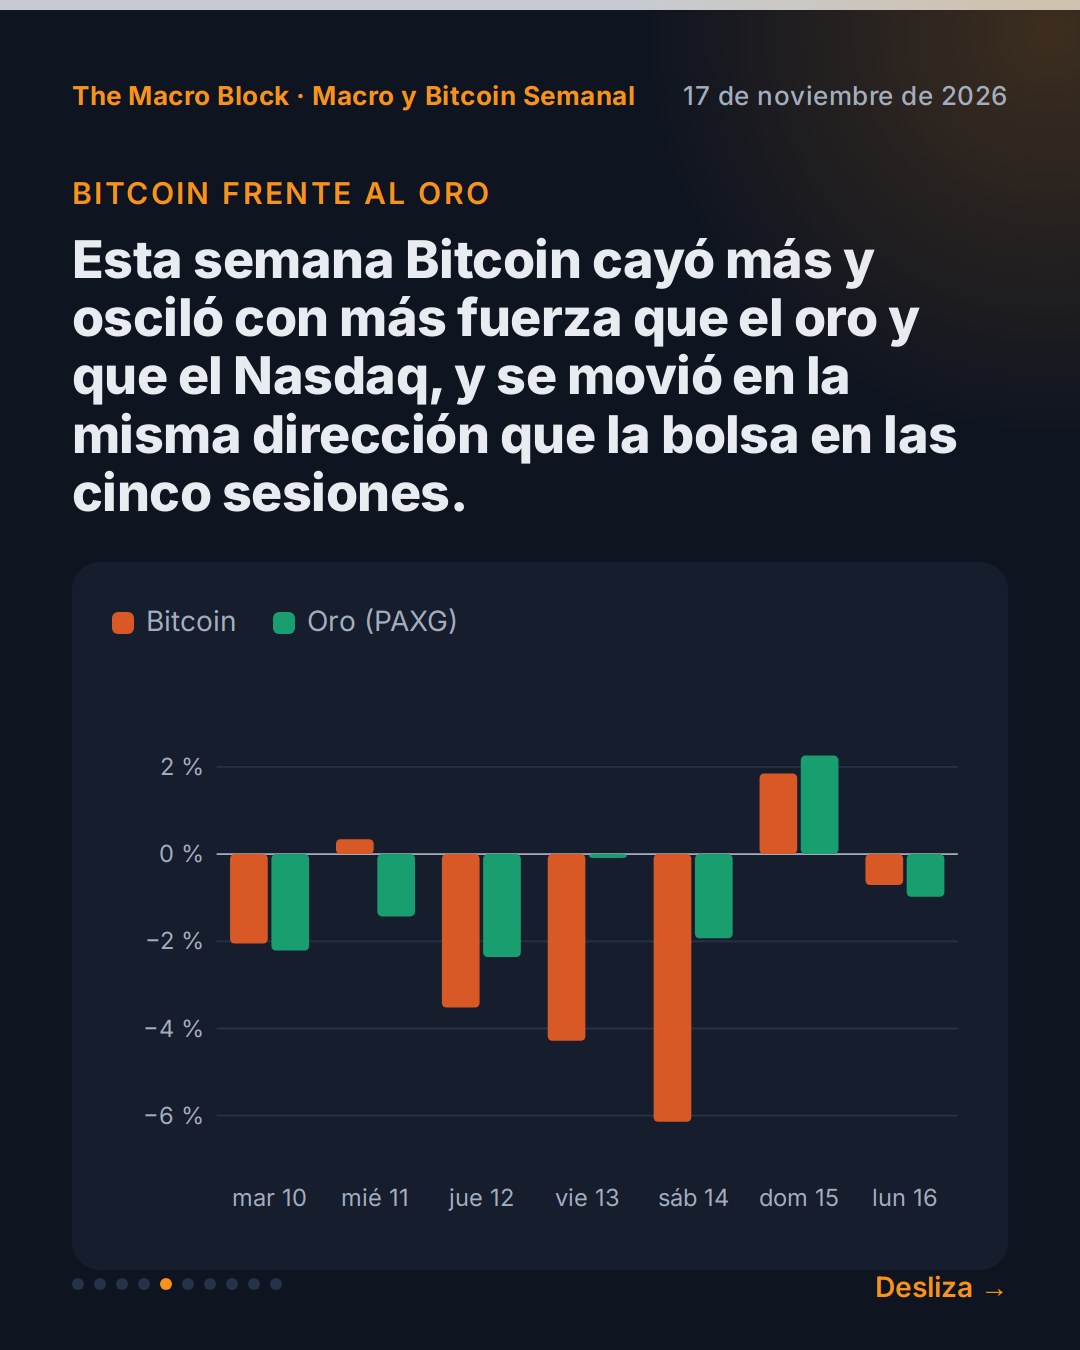 The Macro Block · Macro y Bitcoin Semanal
17 de noviembre de 2026
BITCOIN FRENTE AL ORO
Esta semana Bitcoin cayó más y
osciló con más fuerza que el oro y
que el Nasdaq, y se movió en la
misma dirección que la bolsa en las
cinco sesiones.
Bitcoin
Oro (PAXG)
2 %
0 %
−2 %
−4 %
−6 %
mar 10
mié 11
jue 12
vie 13
sáb 14
dom 15
lun 16
Desliza →